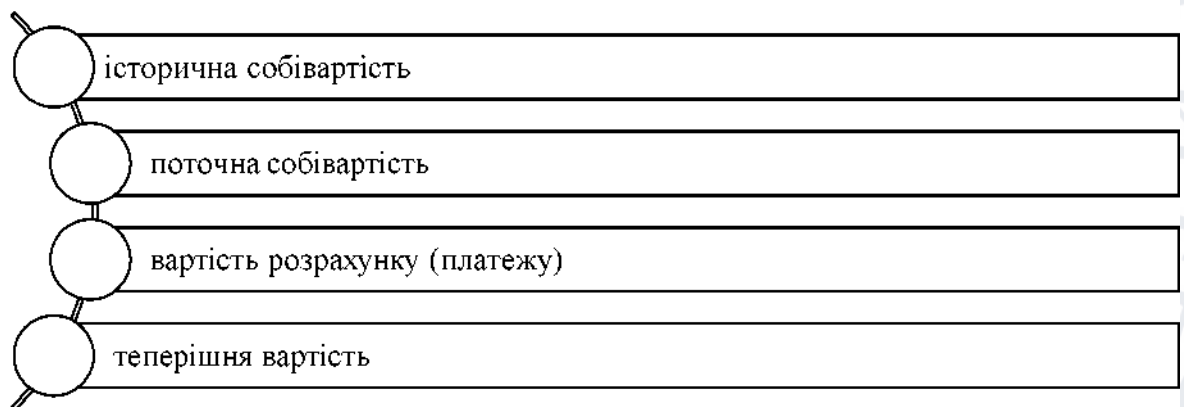 історична собівартість
поточна собівартість
вартість розрахунку (платежу)
теперішня вартість